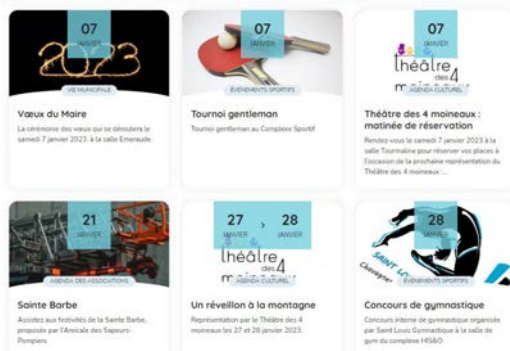 07
JANVIER
2023
VIE MUNICIPALE
Vœux du Maire
La cérémonie des vœux qui se déroulera le
samedi 7 janvier 2023, à la salle Emeraude.
07
JANVIER
ÉVÉNEMENTS SPORTIFS
Tournoi gentleman
Tournoi gentleman au Complexe Sportif
07
JANVIER
théâtre
des 4
moineaux
AGENDA CULTUREL
Théâtre des 4 moineaux :
matinée de réservation
Rendez-vous le samedi 7 janvier 2023 à la
salle Tourmaline pour réserver vos places à
l'occasion de la prochaine représentation du
Théâtre des 4 moineaux :...
21
JANVIER
AGENDA DES ASSOCIATIONS
Sainte Barbe
Assistez aux festivités de la Sainte Barbe,
proposée par l'Amicale des Sapeurs-
Pompiers
27 > 28
JANVIER JANVIER
théâtre
des 4
AGENDA CULTUREL
Un réveillon à la montagne
Représentation par le Théâtre des 4
moineaux les 27 et 28 janvier 2023.
28
JANVIER
SAINT
Chavagnes
ÉVÉNEMENTS SPORTIFS
Concours de gymnastique
Concours interne de gymnastique organisée
par Saint Louis Gymnastique à la salle de
gym du complexe HIS&O